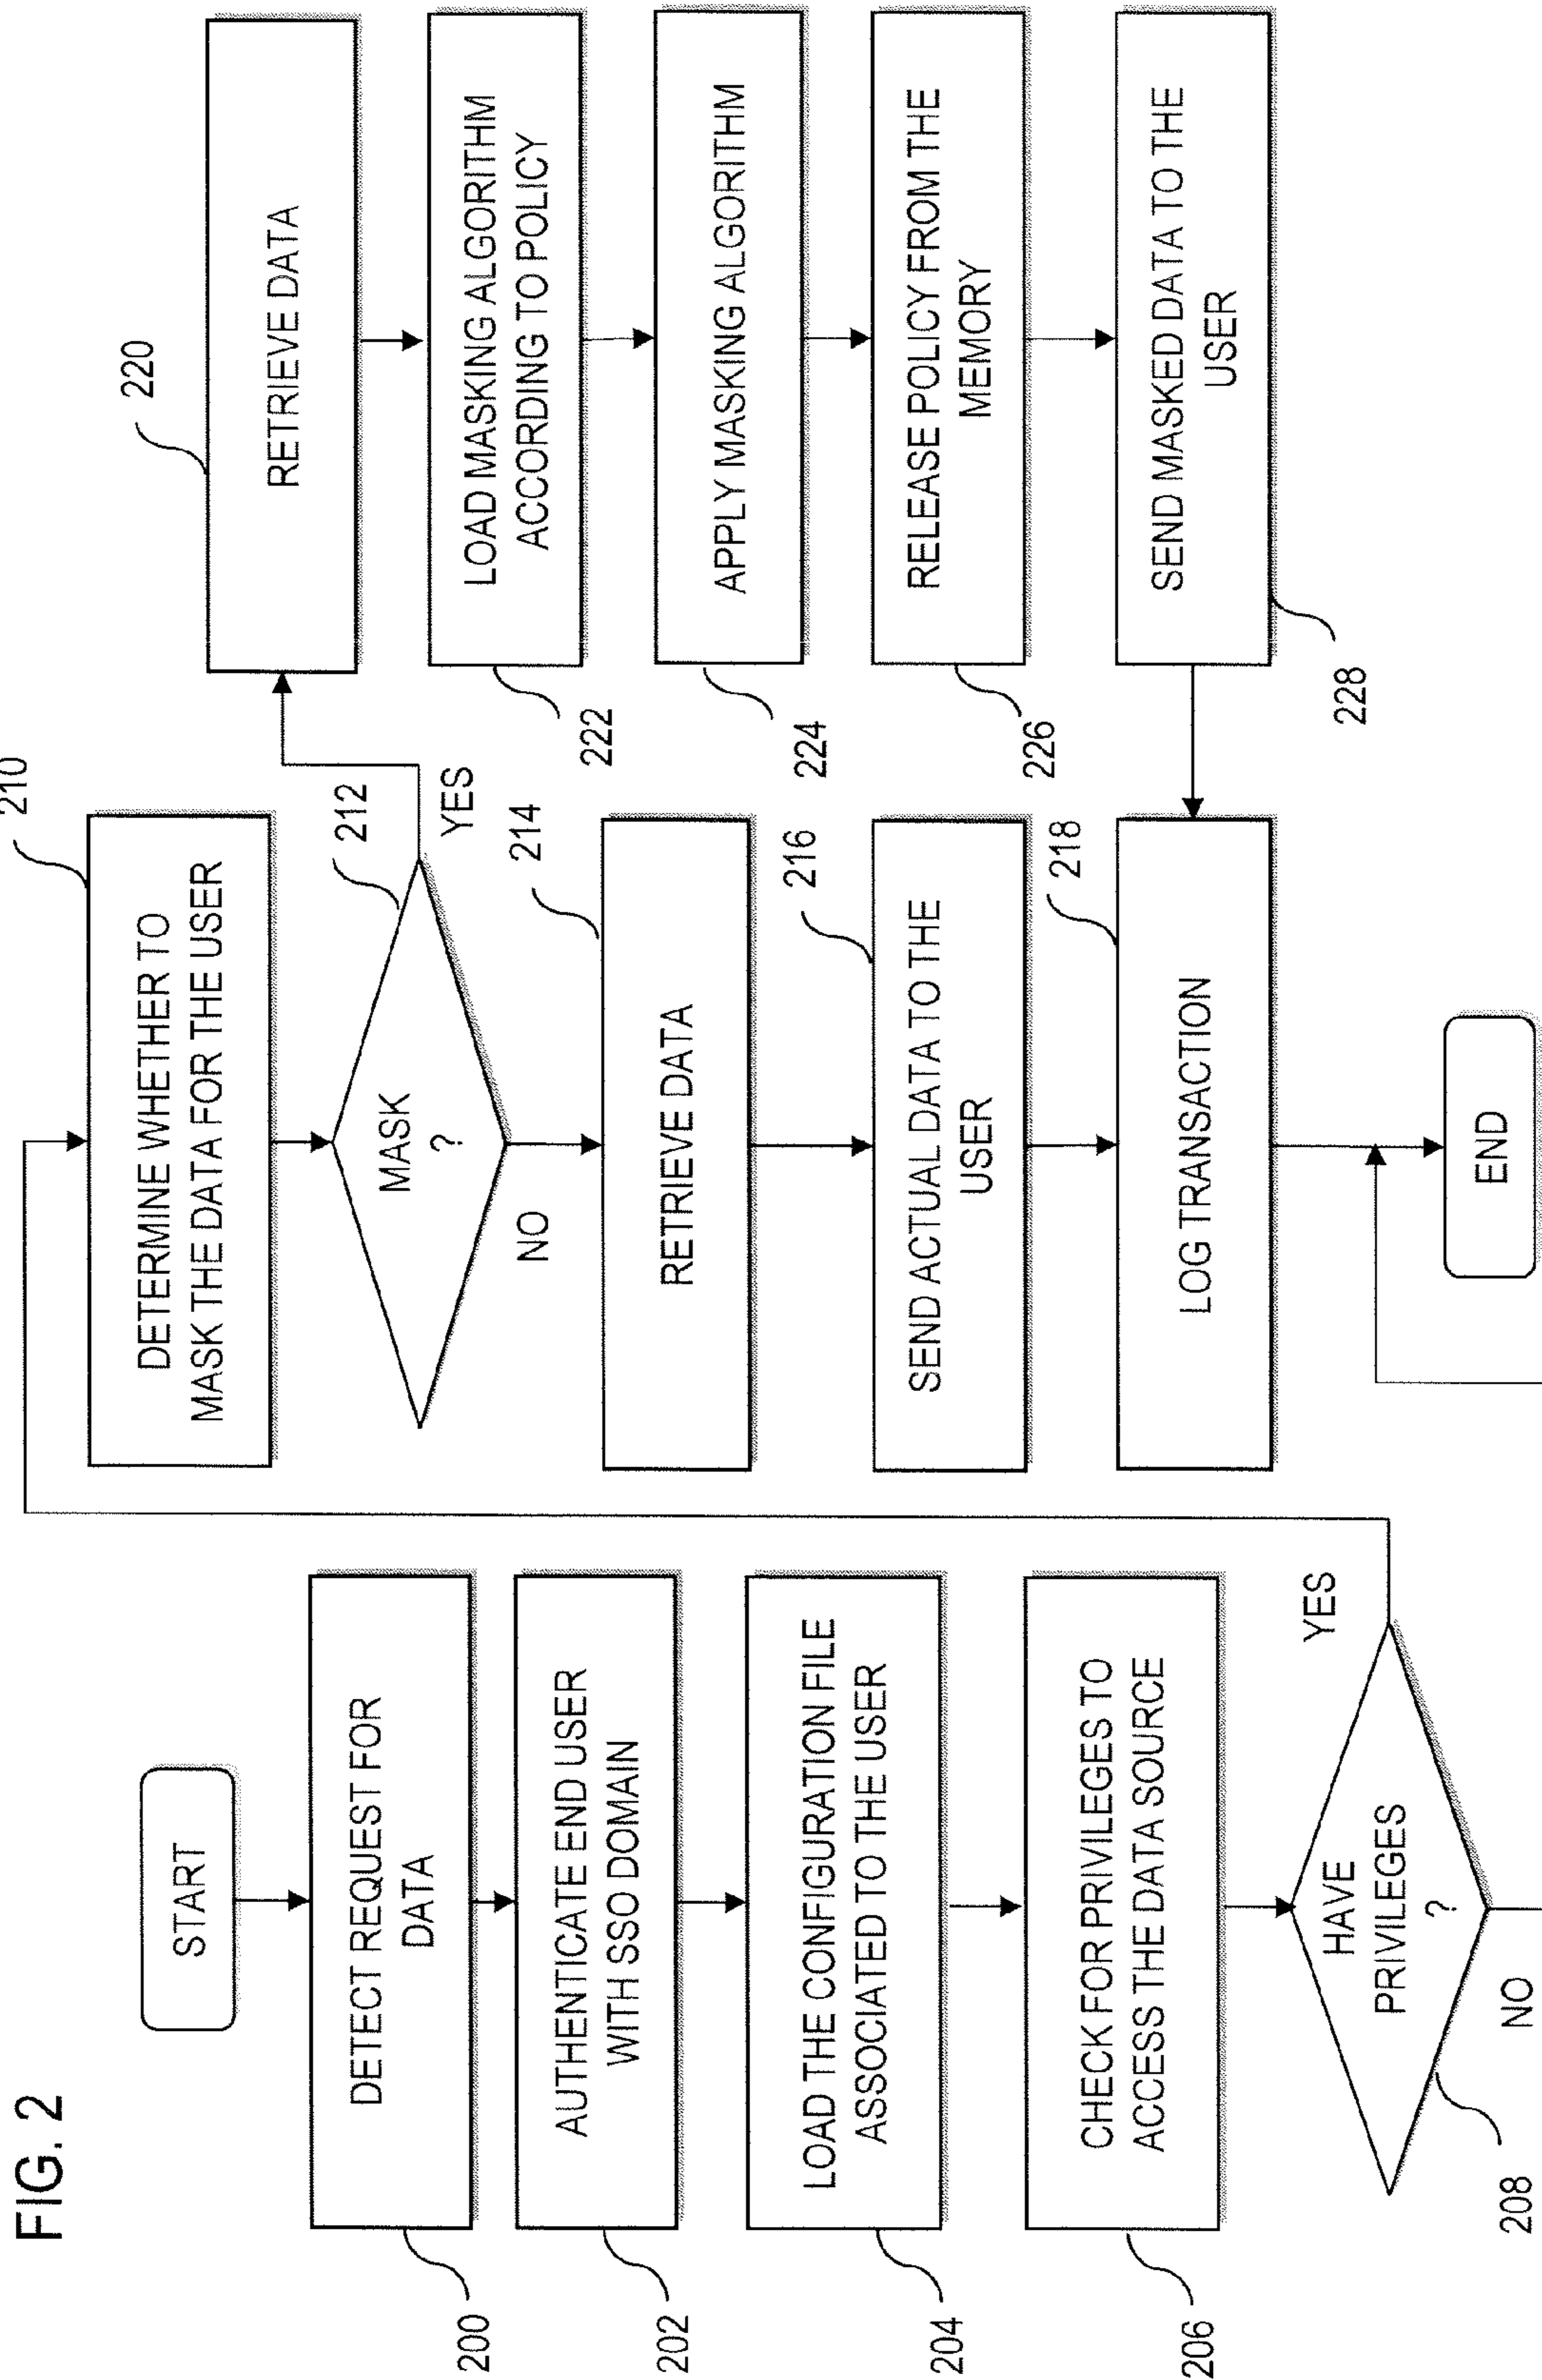 FIG. 2
START
DETECT REQUEST FOR
DATA
200
AUTHENTICATE END USER
WITH SSO DOMAIN
202
LOAD THE CONFIGURATION FILE
ASSOCIATED TO THE USER
204
CHECK FOR PRIVILEGES TO
ACCESS THE DATA SOURCE
206
HAVE
PRIVILEGES
?
YES
NO
208
210
DETERMINE WHETHER TO
MASK THE DATA FOR THE USER
212
MASK
?
YES
NO
214
RETRIEVE DATA
216
SEND ACTUAL DATA TO THE
USER
218
LOG TRANSACTION
END
220
RETRIEVE DATA
LOAD MASKING ALGORITHM
ACCORDING TO POLICY
222
APPLY MASKING ALGORITHM
224
RELEASE POLICY FROM THE
MEMORY
226
SEND MASKED DATA TO THE
USER
228